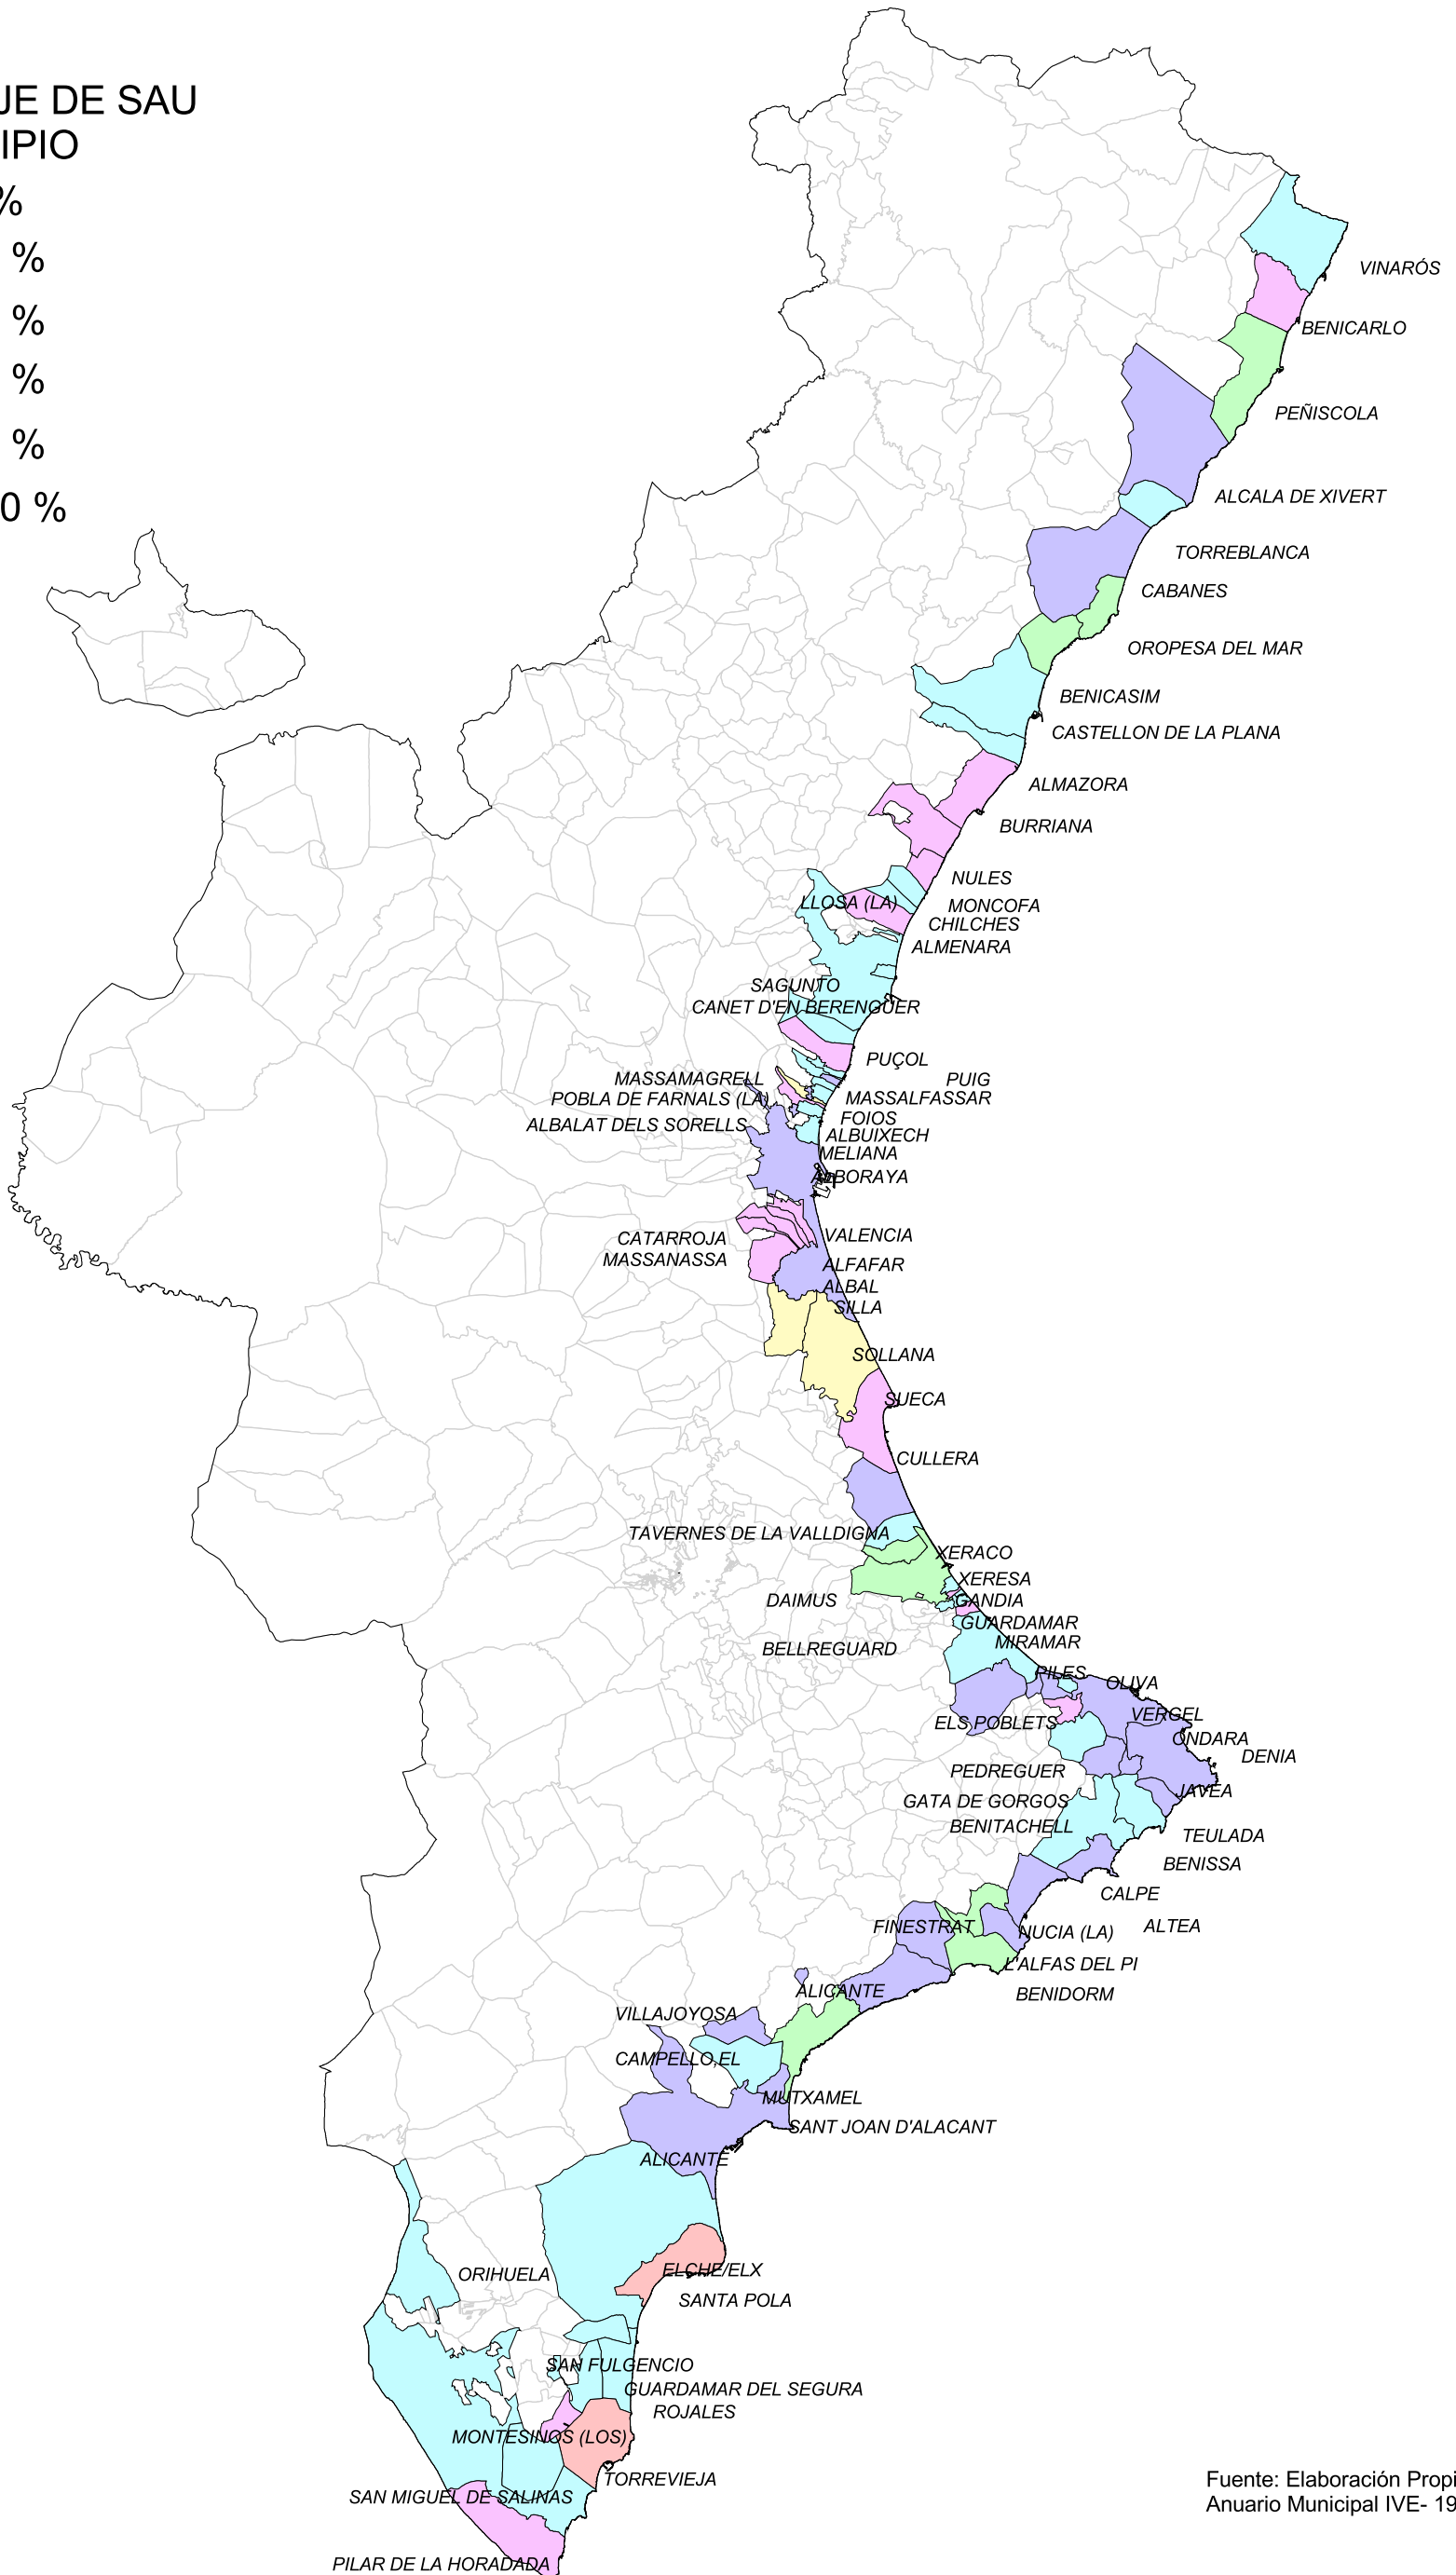 JE DE SAU
IPIO
%
%
%
%
%
0 %
VINARÓS
BENICARLO
PEÑISCOLA
ALCALA DE XIVERT
TORREBLANCA
CABANES
OROPESA DEL MAR
BENICASIM
CASTELLON DE LA PLANA
ALMAZORA
BURRIANA
NULES
LLOSA (LA)
MONCOFA
CHILCHES
ALMENARA
SAGUNTO
CANET D'EN BERENGUER
PUÇOL
MASSAMAGRELL
PUIG
POBLA DE FARNALS (LA)
MASSALFASSAR
FOIOS
ALBALAT DELS SORELLS
ALBUIXECH
MELIANA
ALBORAYA
VALENCIA
CATARROJA
MASSANASSA
ALFAFAR
ALBAL
SILLA
SOLLANA
SUECA
CULLERA
TAVERNES DE LA VALLDIGNA
XERACO
XERESA
DAIMUS
GANDIA
GUARDAMAR
MIRAMAR
BELLREGUARD
PILES
OLIVA
VERGEL
ELS POBLETS
ONDARA
DENIA
PEDREGUER
JAVEA
GATA DE GORGOS
BENITACHELL
TEULADA
BENISSA
CALPE
ALTEA
FINESTRAT
NUCIA (LA)
L'ALFAS DEL PI
ALICANTE
BENIDORM
VILLAJOYOSA
CAMPELLO,EL
MUTXAMEL
SANT JOAN D'ALACANT
ALICANTE
ELCHE/ELX
ORIHUELA
SANTA POLA
SAN FULGENCIO
GUARDAMAR DEL SEGURA
ROJALES
MONTESINOS (LOS)
TORREVIEJA
SAN MIGUEL DE SALINAS
PILAR DE LA HORADADA
Fuente: Elaboración Propi
Anuario Municipal IVE- 19